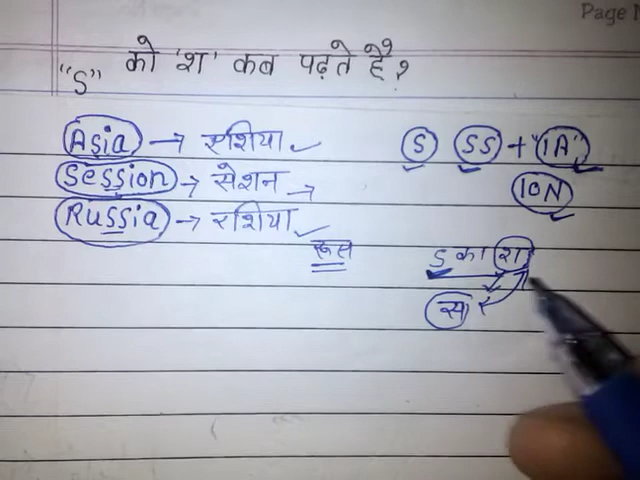 Page
"S" को 'श' कब पढ़ते है?
Asia → एशिया
S SS + "IA"
Session → सेशन →
ION
Russia → रशिया
रूस
S का श
स